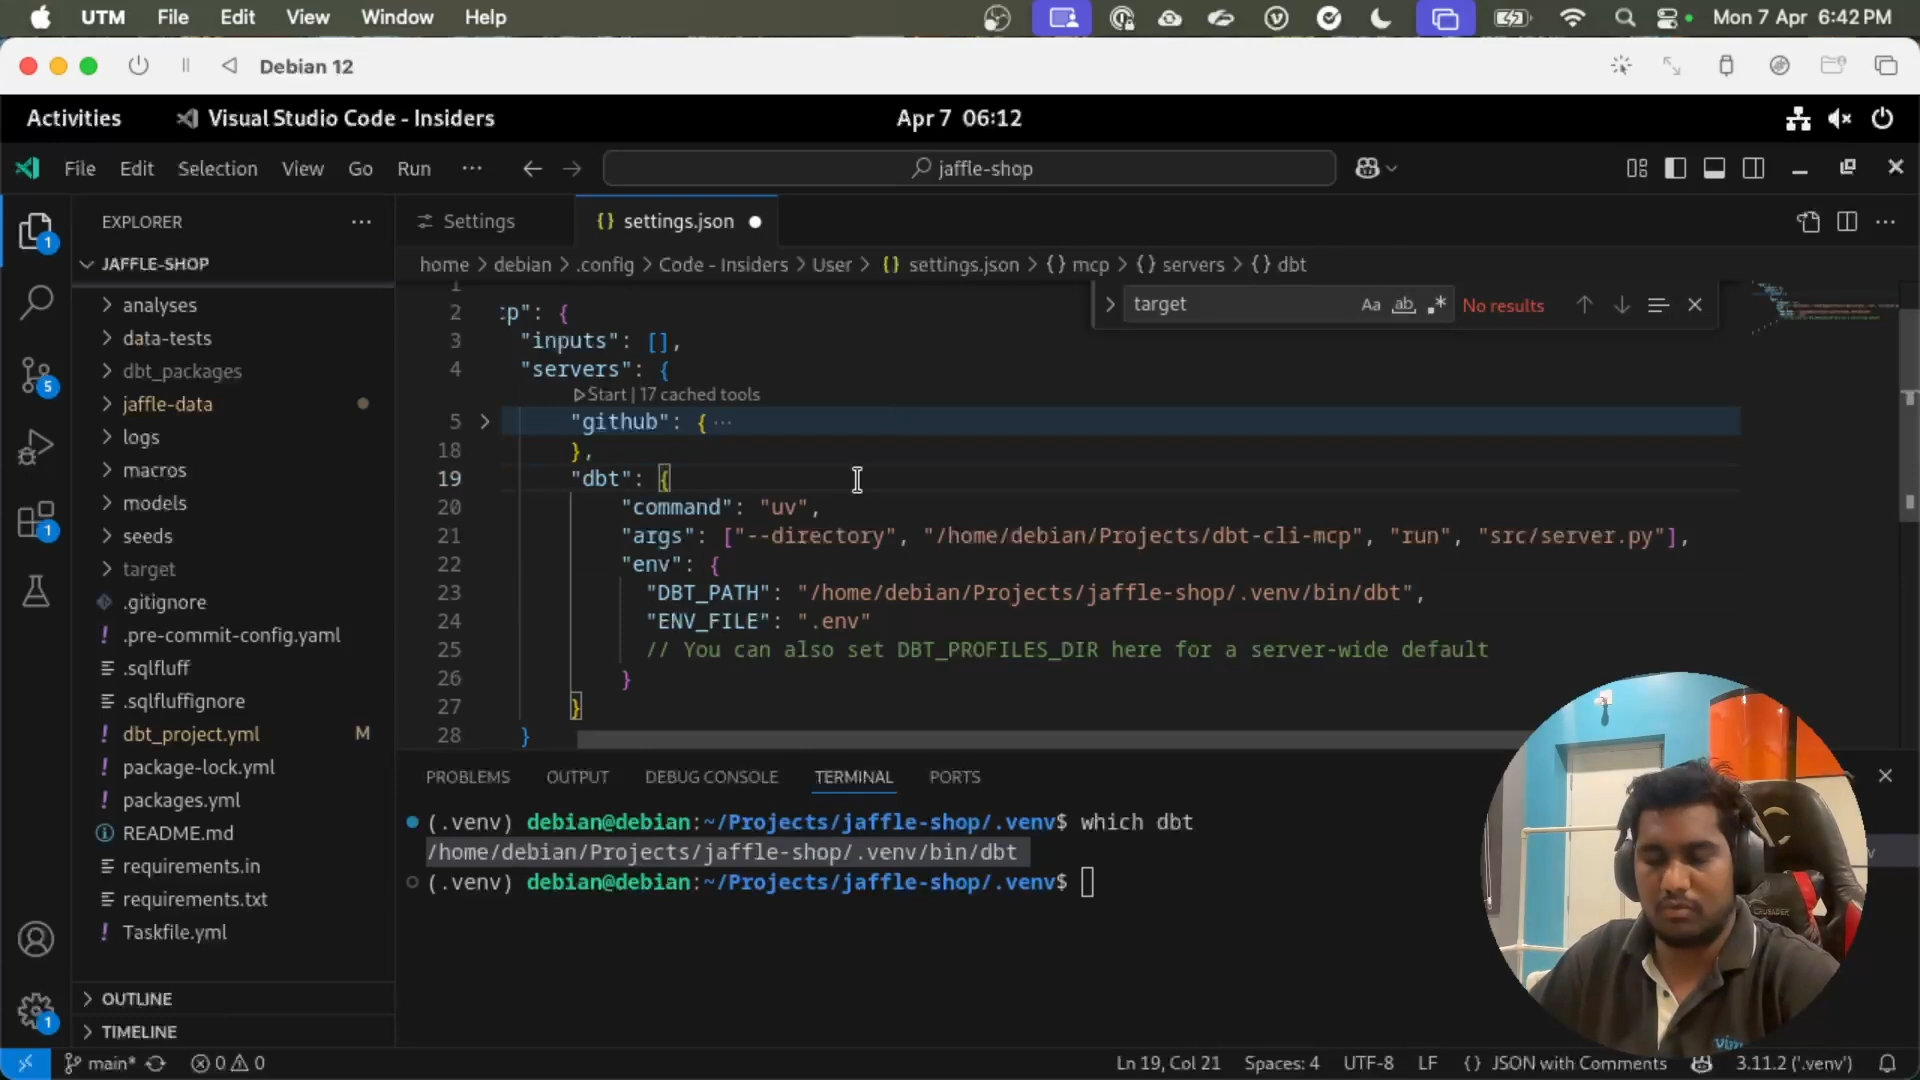 UTM File Edit View Window Help Mon 7 Apr 6:42 PM
Debian 12
Activities Visual Studio Code - Insiders Apr 7 06:12
File Edit Selection View Go Run ··· jaffle-shop
EXPLORER ··· Settings {} settings.json
JAFFLE-SHOP
home > debian > .config > Code - Insiders > User > {} settings.json > {} mcp > {} servers > {} dbt
target Aa ab No results
analyses
data-tests
dbt_packages
jaffle-data
logs
macros
models
seeds
target
.gitignore
.pre-commit-config.yaml
.sqlfluff
.sqlfluffignore
dbt_project.yml M
package-lock.yml
packages.yml
README.md
requirements.in
requirements.txt
Taskfile.yml
OUTLINE
TIMELINE
1
2 cp": {
3 "inputs": [],
4 "servers": {
Start | 17 cached tools
5 "github": { ···
18 },
19 "dbt": {
20 "command": "uv",
21 "args": ["--directory", "/home/debian/Projects/dbt-cli-mcp", "run", "src/server.py"],
22 "env": {
23 "DBT_PATH": "/home/debian/Projects/jaffle-shop/.venv/bin/dbt",
24 "ENV_FILE": ".env"
25 // You can also set DBT_PROFILES_DIR here for a server-wide default
26 }
27 }
28 }
PROBLEMS OUTPUT DEBUG CONSOLE TERMINAL PORTS
(.venv) debian@debian:~/Projects/jaffle-shop/.venv$ which dbt
/home/debian/Projects/jaffle-shop/.venv/bin/dbt
(.venv) debian@debian:~/Projects/jaffle-shop/.venv$
1
5
1
1
main* 0 0 Ln 19, Col 21 Spaces: 4 UTF-8 LF {} JSON with Comments 3.11.2 ('.venv')